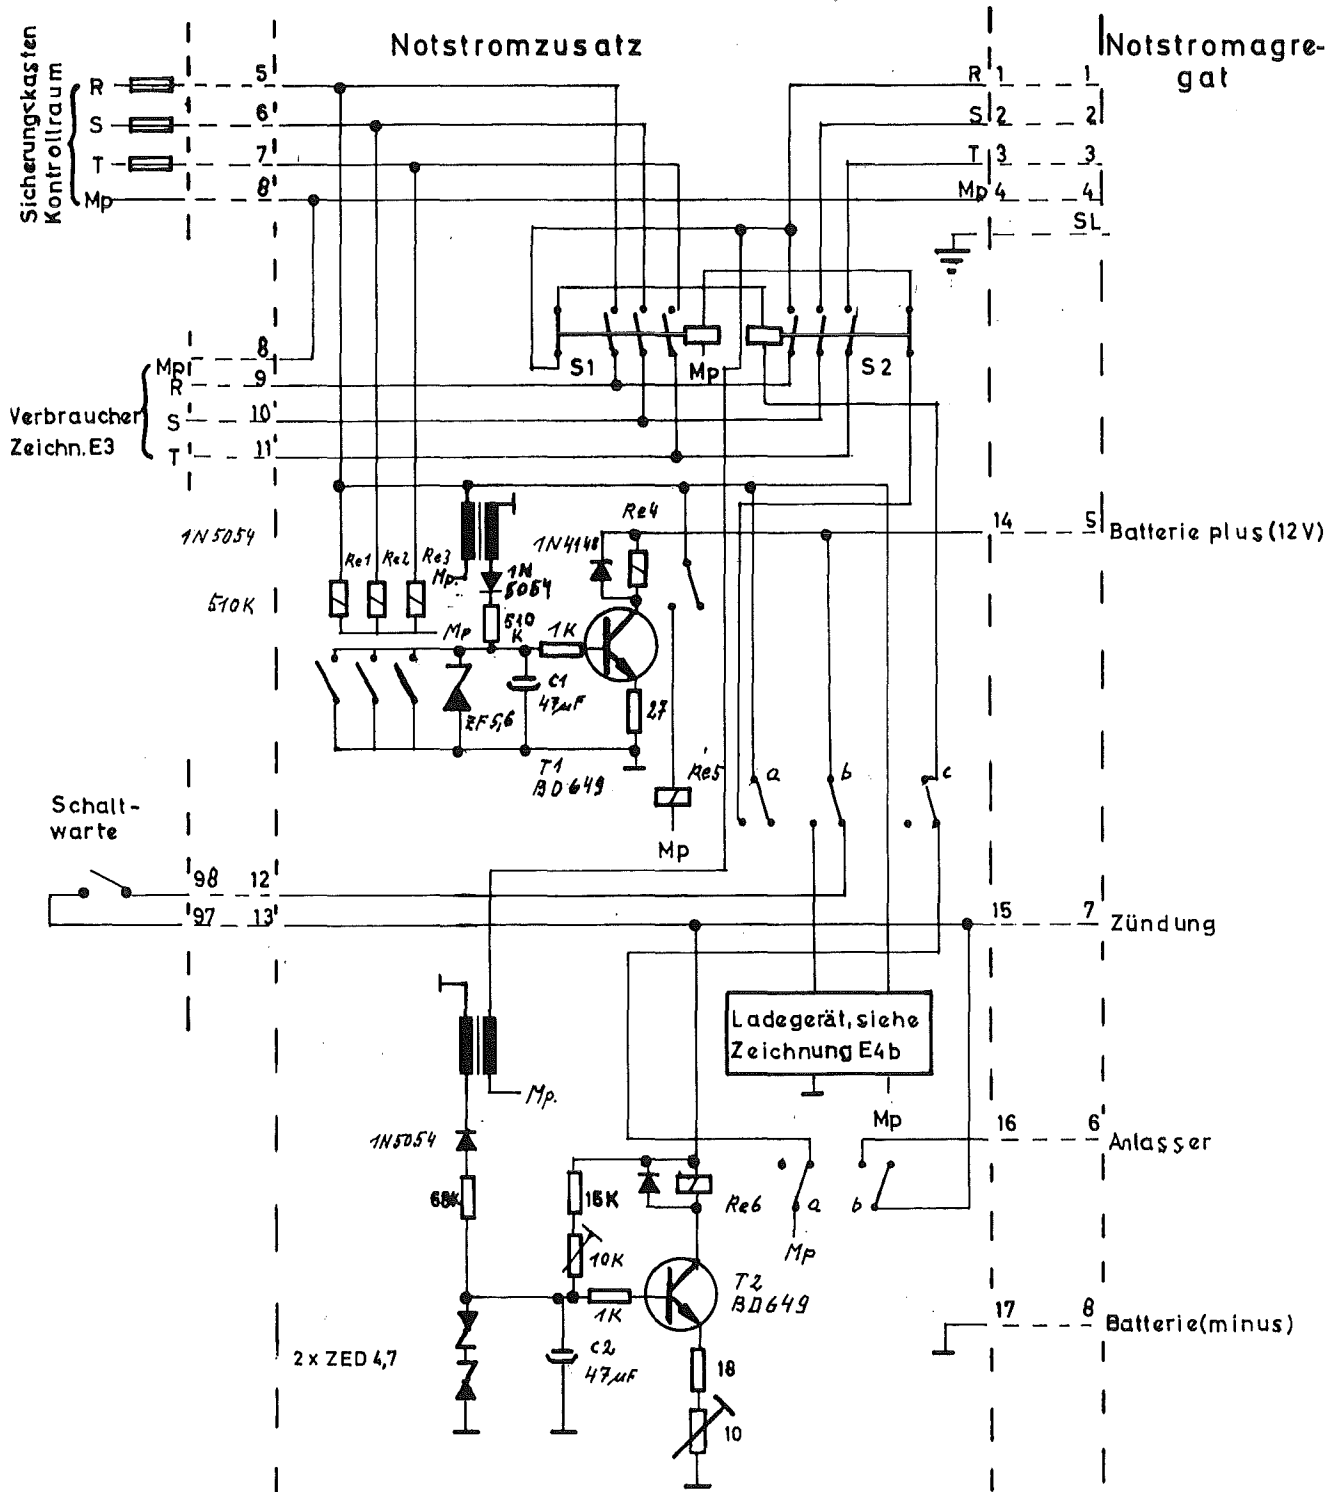 Notstromzusatz
Notstromagre-
gat
Sicherungskasten
Kontrollraum
R
5
R 1
1
S
6
S 2
2
T
7
T 3
3
Mp
8
Mp 4
4
SL
S1
Mp
S2
Mp
8
R
9
Verbraucher
Zeichn. E3
S
10
T
11
1N5054
Re4
1N4148
14
5
Batterie plus (12V)
Re1
Re2
Re3
Mp.
1N
5054
510K
510
K
1K
Mp
C1
47µF
ZF5,6
27
T1
BD649
Re5
a
b
c
Mp
Schalt-
warte
98
12
97
13
15
7
Zündung
Ladegerät, siehe
Zeichnung E4b
Mp.
Mp
16
6
Anlasser
1N5054
68K
15K
Re6
a
b
Mp
10K
T2
BD649
1K
17
8
Batterie(minus)
2 x ZED 4,7
C2
47µF
18
10